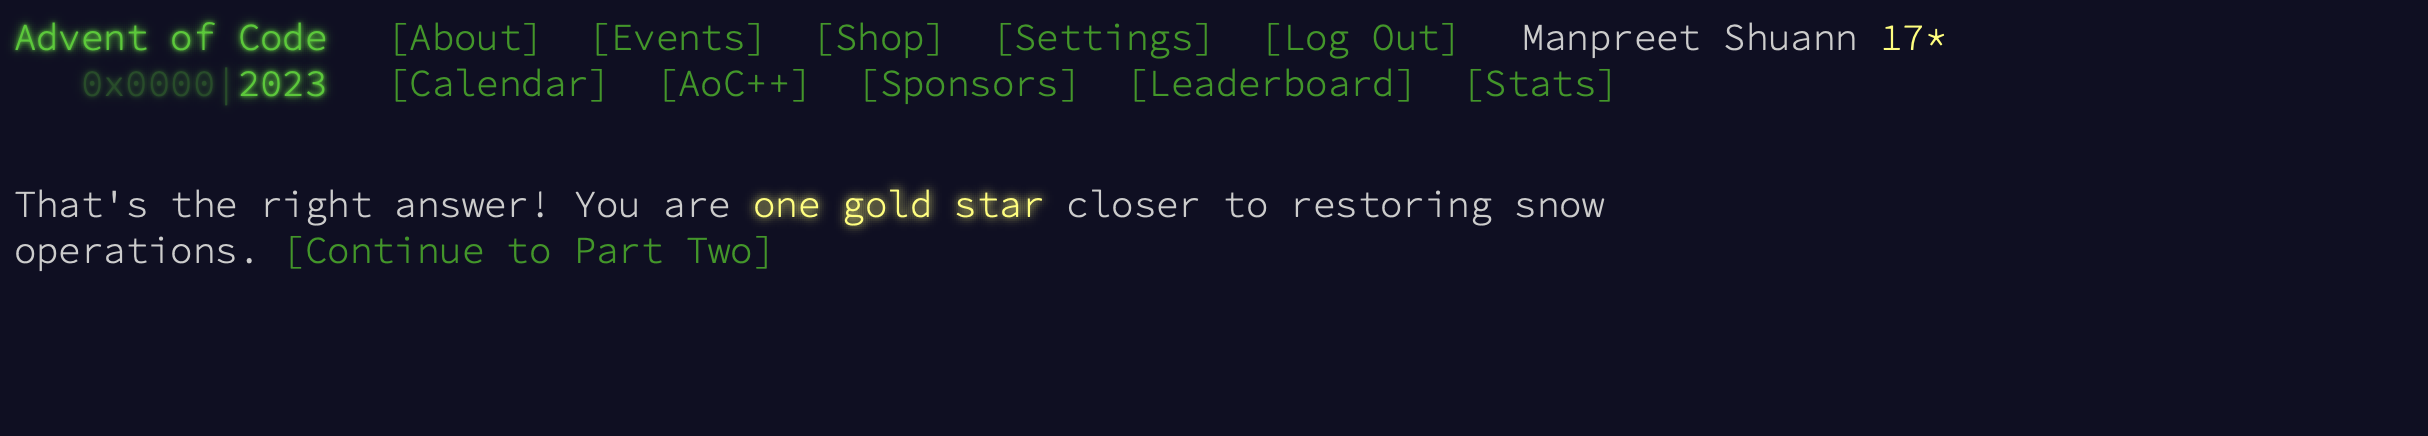 Advent of Code [About] [Events] [Shop] [Settings] [Log Out] Manpreet Shuann 17*
0x0000|2023 [Calendar] [AoC++] [Sponsors] [Leaderboard] [Stats]
That's the right answer! You are one gold star closer to restoring snow
operations. [Continue to Part Two]